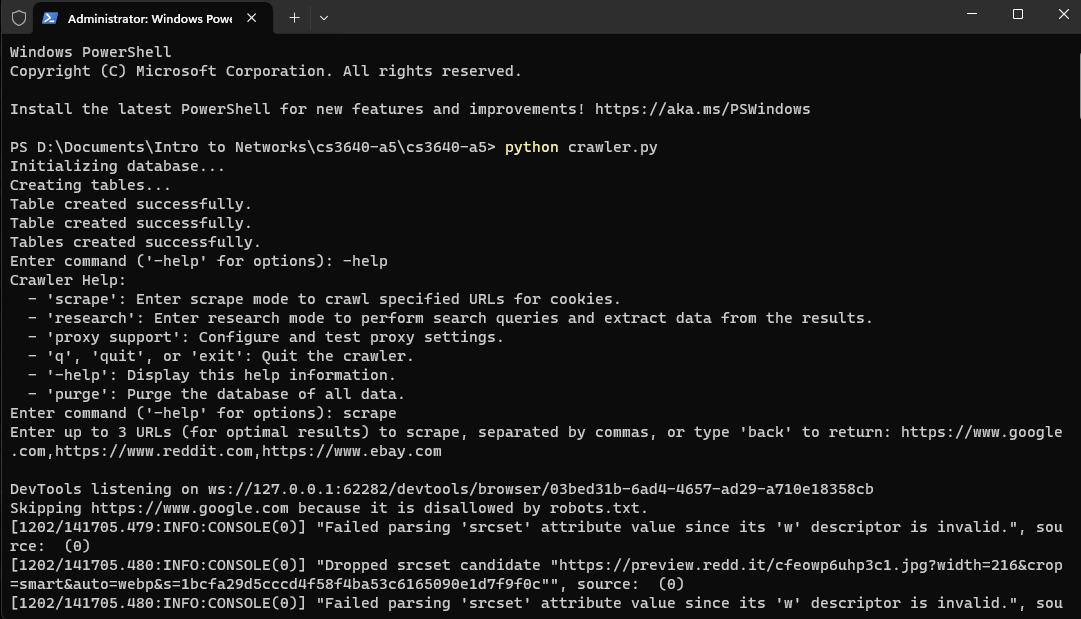 Administrator: Windows Powe
Windows PowerShell
Copyright (C) Microsoft Corporation. All rights reserved.
Install the latest PowerShell for new features and improvements! https://aka.ms/PSWindows
PS D:\Documents\Intro to Networks\cs3640-a5\cs3640-a5> python crawler.py
Initializing database...
Creating tables...
Table created successfully.
Table created successfully.
Tables created successfully.
Enter command ('-help' for options): -help
Crawler Help:
  - 'scrape': Enter scrape mode to crawl specified URLs for cookies.
  - 'research': Enter research mode to perform search queries and extract data from the results.
  - 'proxy support': Configure and test proxy settings.
  - 'q', 'quit', or 'exit': Quit the crawler.
  - '-help': Display this help information.
  - 'purge': Purge the database of all data.
Enter command ('-help' for options): scrape
Enter up to 3 URLs (for optimal results) to scrape, separated by commas, or type 'back' to return: https://www.google
.com,https://www.reddit.com,https://www.ebay.com
DevTools listening on ws://127.0.0.1:62282/devtools/browser/03bed31b-6ad4-4657-ad29-a710e18358cb
Skipping https://www.google.com because it is disallowed by robots.txt.
[1202/141705.479:INFO:CONSOLE(0)] "Failed parsing 'srcset' attribute value since its 'w' descriptor is invalid.", sou
rce:  (0)
[1202/141705.480:INFO:CONSOLE(0)] "Dropped srcset candidate "https://preview.redd.it/cfeowp6uhp3c1.jpg?width=216&crop
=smart&auto=webp&s=1bcfa29d5cccd4f58f4ba53c6165090e1d7f9f0c"", source:  (0)
[1202/141705.480:INFO:CONSOLE(0)] "Failed parsing 'srcset' attribute value since its 'w' descriptor is invalid.", sou